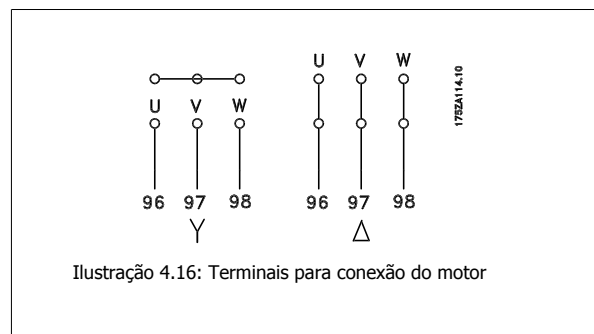 U V W
U V W
96 97 98 96 97 98
Y Δ
175ZA114.10
Ilustração 4.16: Terminais para conexão do motor